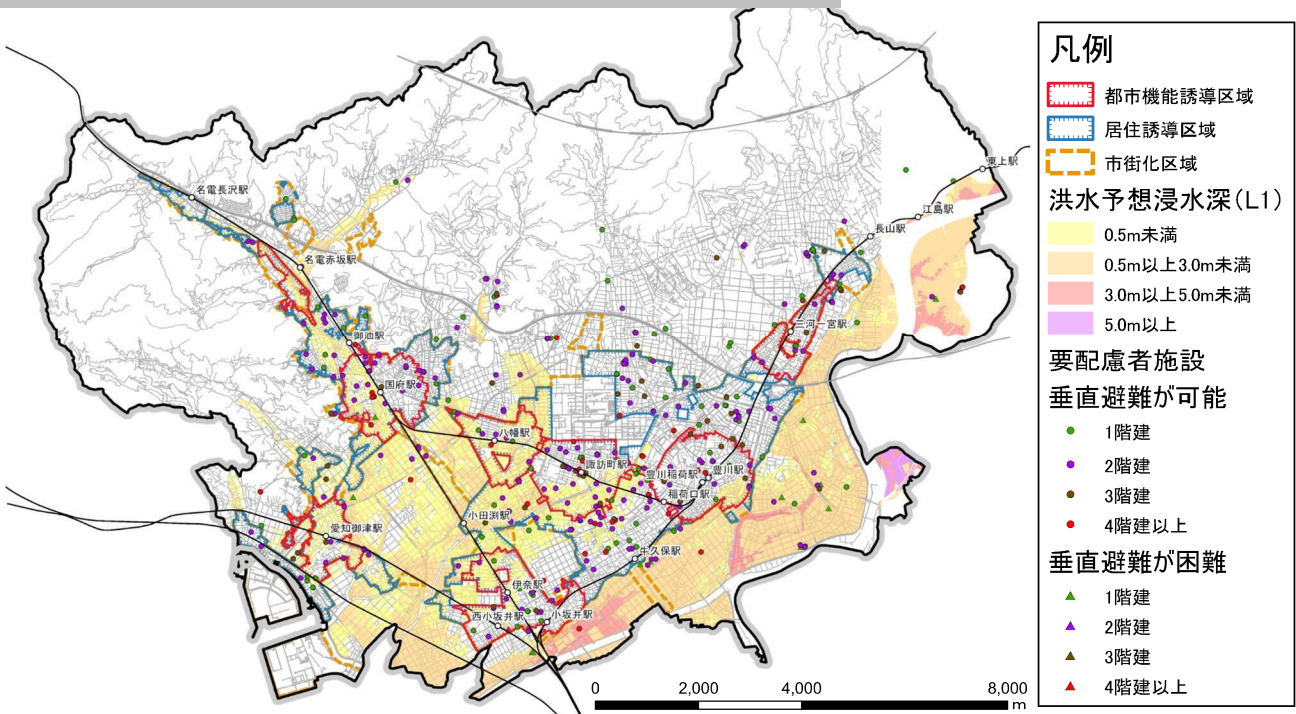 凡例
都市機能誘導区域
居住誘導区域
市街化区域
洪水予想浸水深(L1)
0.5m未満
0.5m以上3.0m未満
3.0m以上5.0m未満
5.0m以上
要配慮者施設
垂直避難が可能
1階建
2階建
3階建
4階建以上
垂直避難が困難
1階建
2階建
3階建
4階建以上
東上駅
名電長沢駅
江島駅
長山駅
名電赤坂駅
三河一宮駅
御油駅
国府駅
八幡駅
諏訪町駅
豊川稲荷駅
豊川駅
稲荷口駅
小田渕駅
愛知御津駅
牛久保駅
伊奈駅
西小坂井駅
小坂井駅
0 2,000 4,000 8,000
m